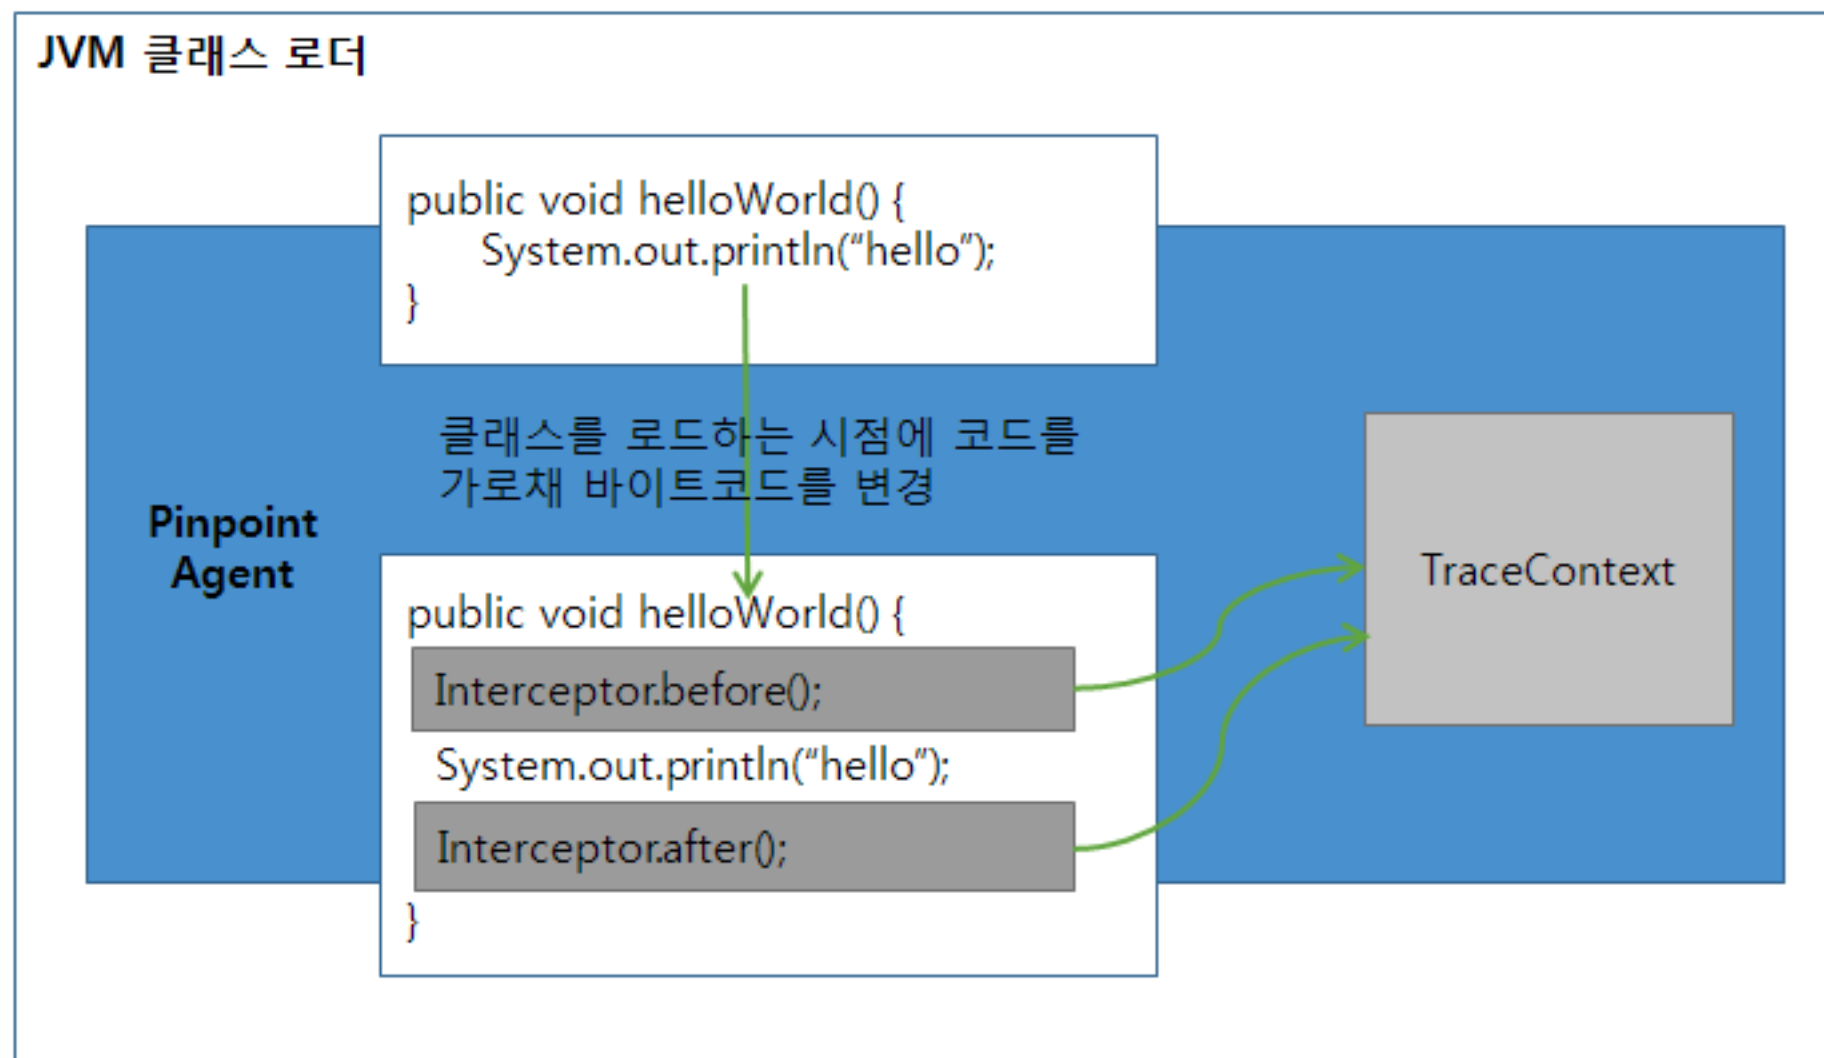 JVM 클래스 로더
public void helloWorld() {
System.out.println(“hello”);
}
클래스를 로드하는 시점에 코드를
가로채 바이트코드를 변경
Pinpoint
Agent
public void helloWorld() {
Interceptor.before();
System.out.println(“hello”);
Interceptor.after();
}
TraceContext